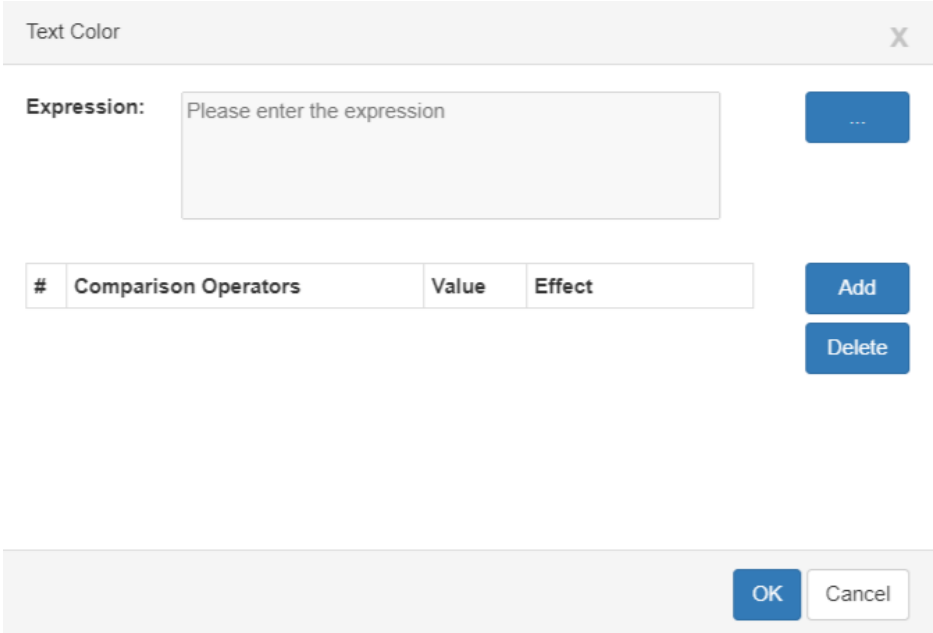 Text Color
X
Expression:
Please enter the expression
...
# Comparison Operators Value Effect
Add
Delete
OK Cancel